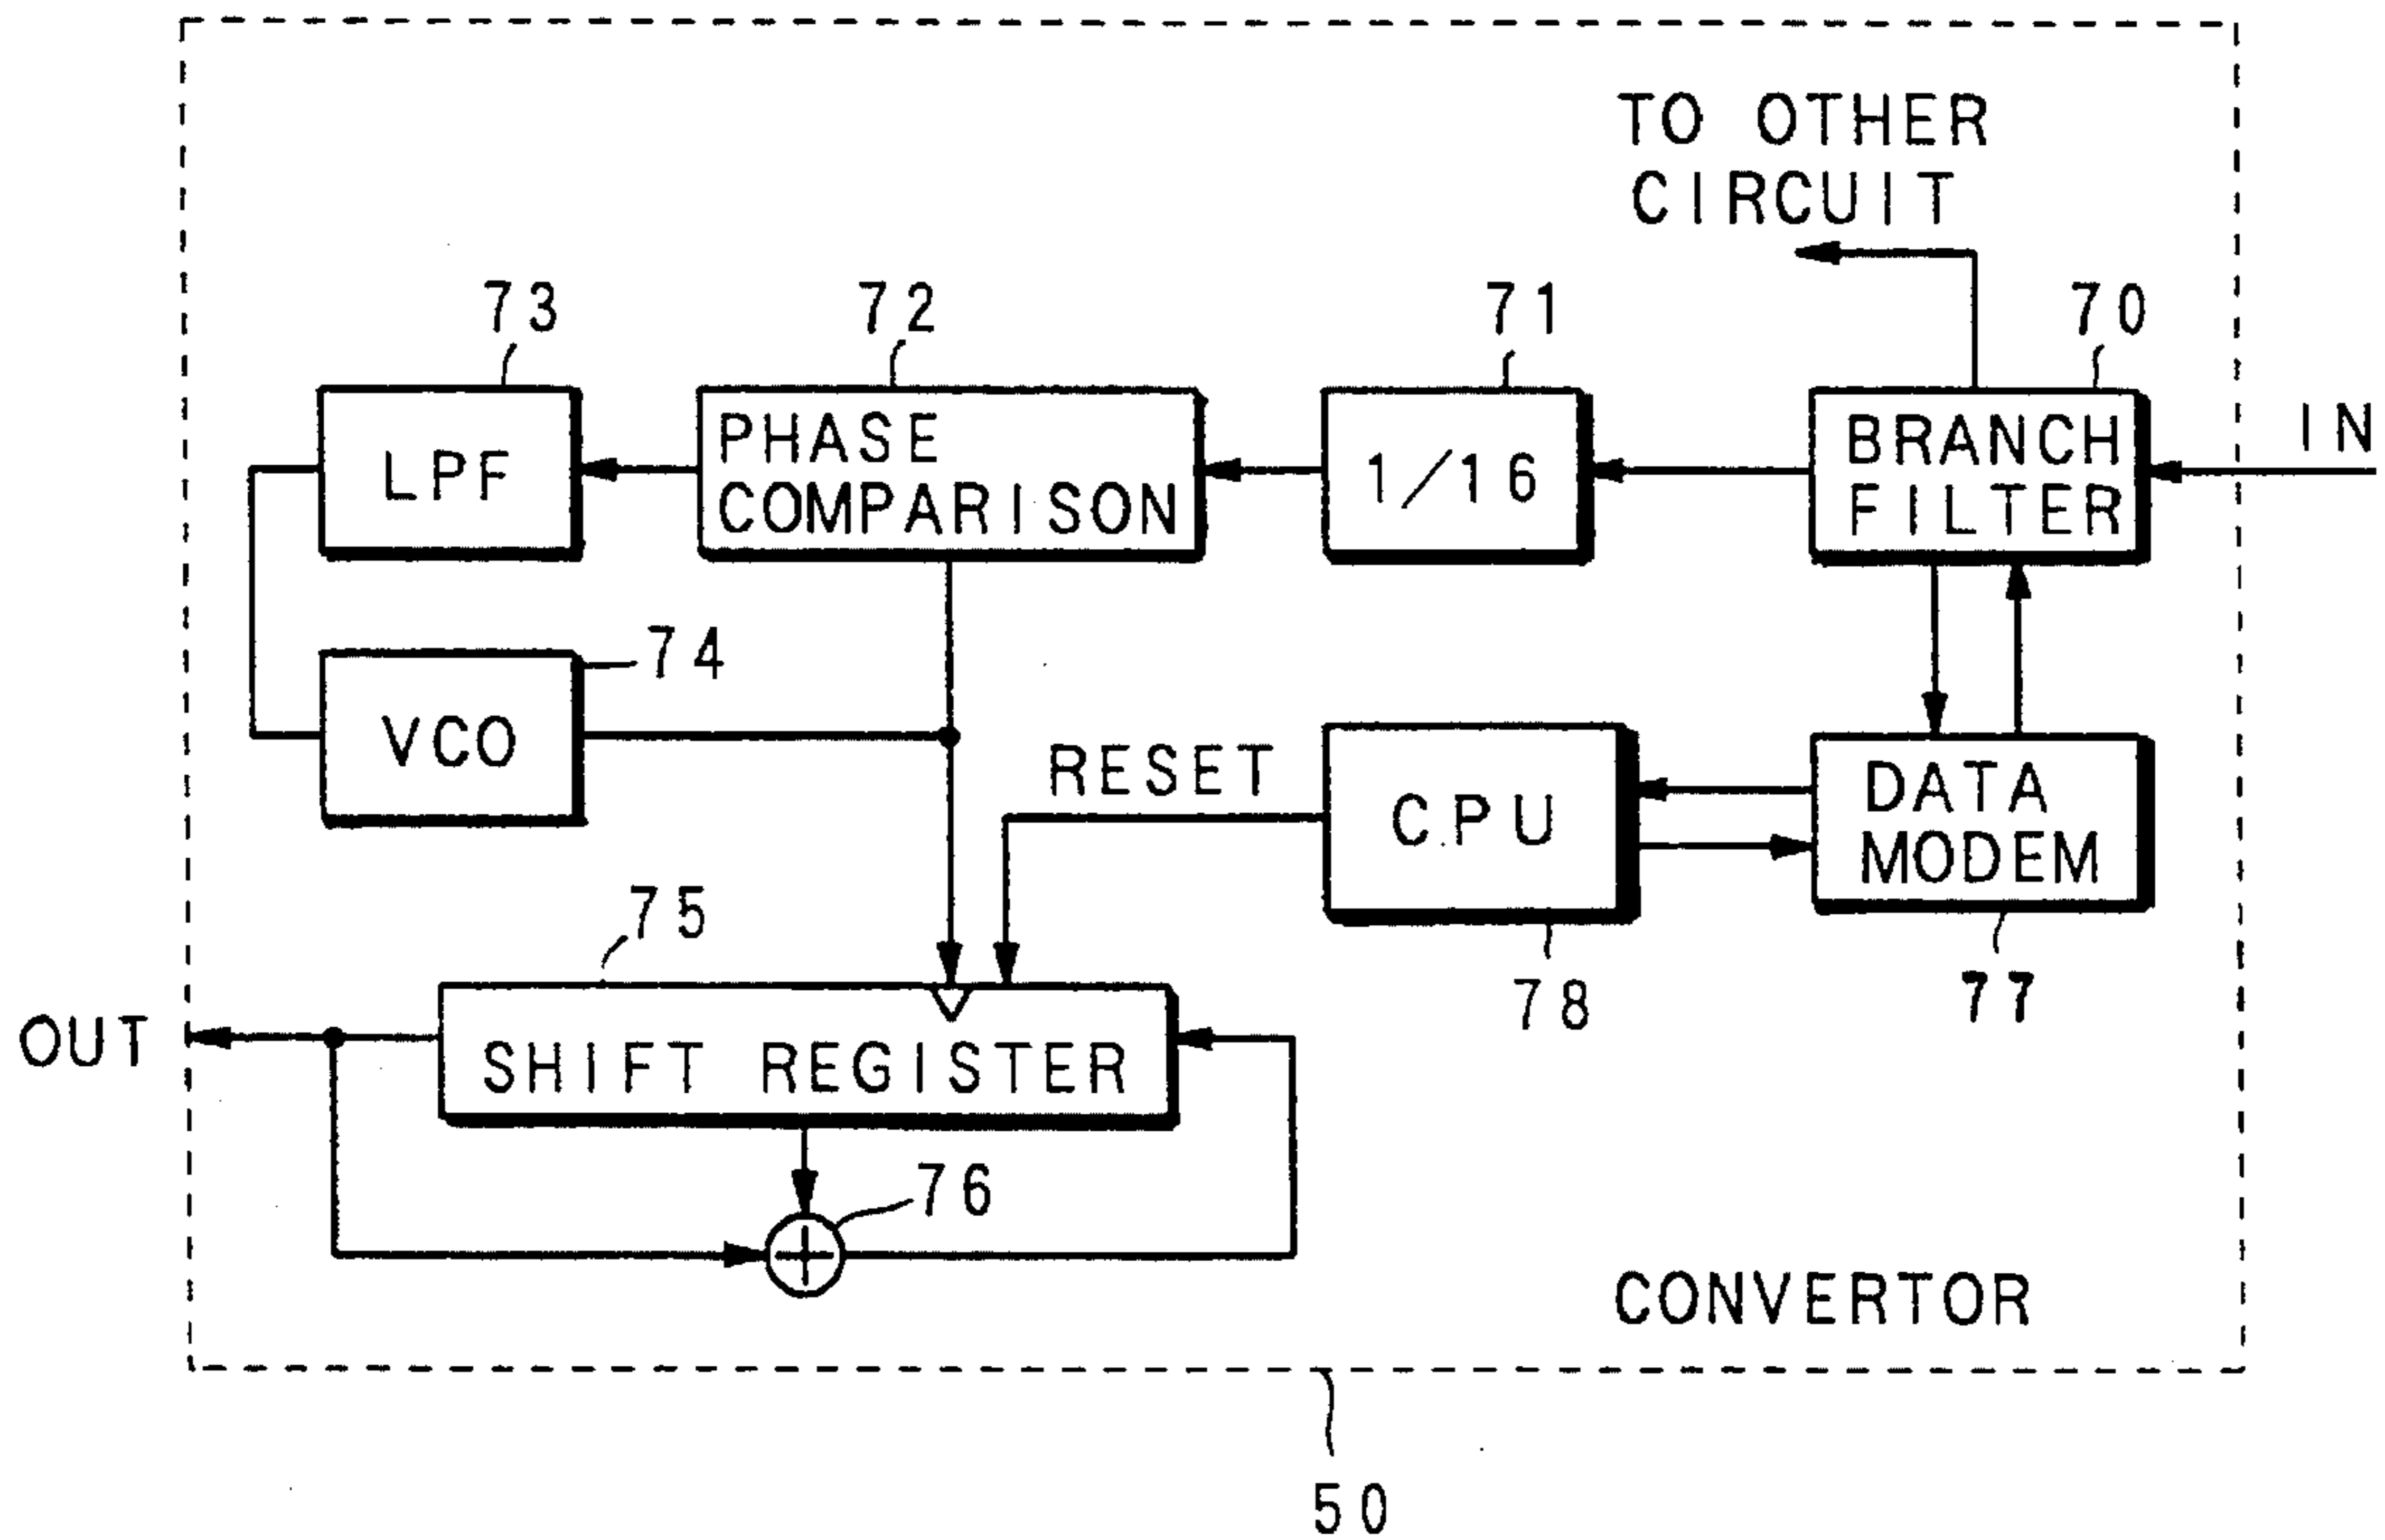 TO OTHER
CIRCUIT
73
72
71
70
IN
LPF
PHASE
COMPARISON
1/16
BRANCH
FILTER
74
VCO
RESET
CPU
DATA
MODEM
75
78
77
OUT
SHIFT REGISTER
76
CONVERTOR
50